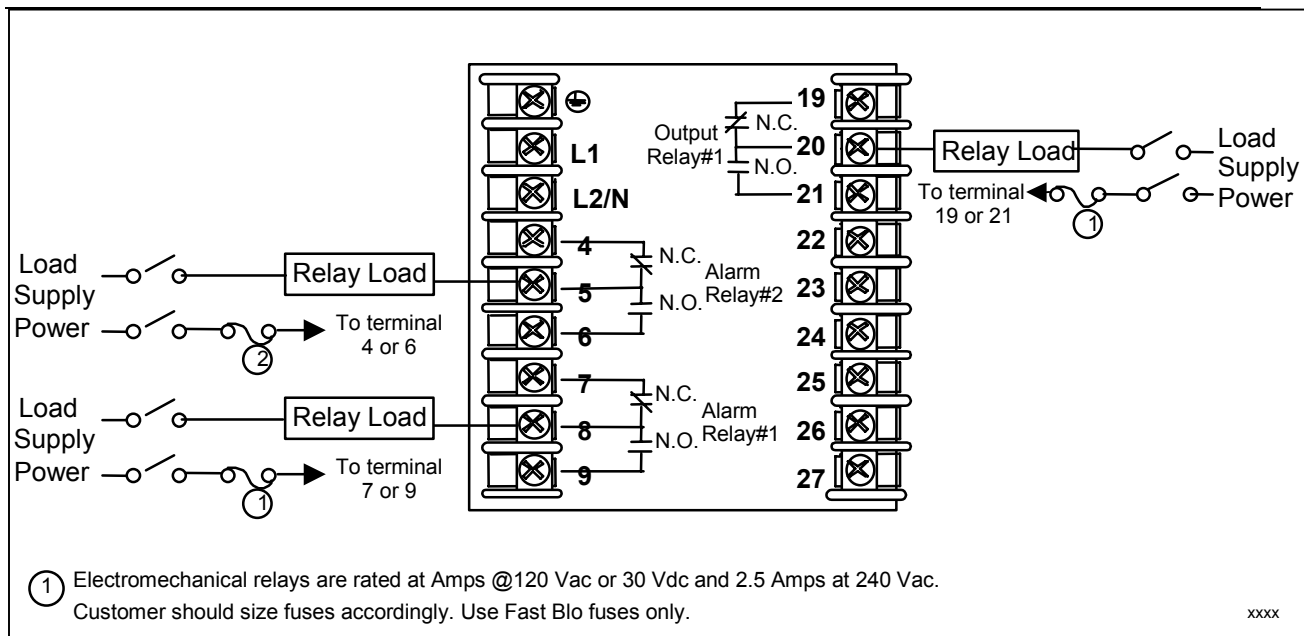 L1
L2/N
4
5
6
7
8
9
N.C.
N.O.
Alarm
Relay#2
N.C.
N.O.
Alarm
Relay#1
Output
Relay#1
N.C.
N.O.
19
20
21
22
23
24
25
26
27
Relay Load
Load
Supply
Power
To terminal
19 or 21
1
Load
Supply
Power
Relay Load
To terminal
4 or 6
2
Load
Supply
Power
Relay Load
To terminal
7 or 9
1
1 Electromechanical relays are rated at Amps @120 Vac or 30 Vdc and 2.5 Amps at 240 Vac.
Customer should size fuses accordingly. Use Fast Blo fuses only.
xxxx